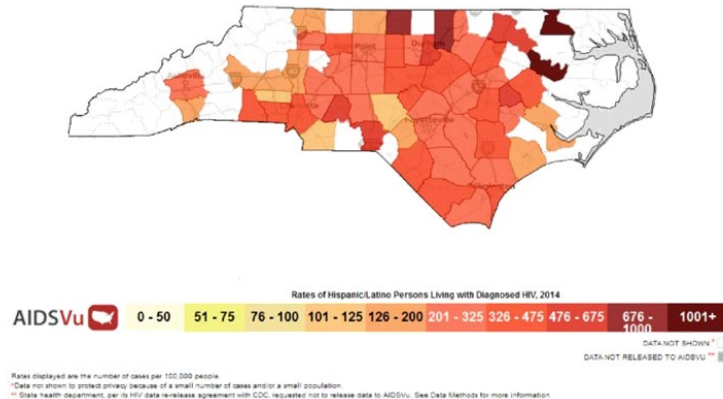 Asheville
Durham
Rates of Hispanic/Latino Persons Living with Diagnosed HIV, 2014
AIDSVu
0 - 50
51 - 75
76 - 100
101 - 125
126 - 200
201 - 325
326 - 475
476 - 675
676 - 1000
1001+
DATA NOT SHOWN *
DATA NOT RELEASED TO AIDSVU **
Rates displayed are the number of cases per 100,000 people.
*Data not shown to protect privacy because of a small number of cases and/or a small population.
** State health department, per its HIV data re-release agreement with CDC, requested not to release data to AIDSVu. See Data Methods for more information.